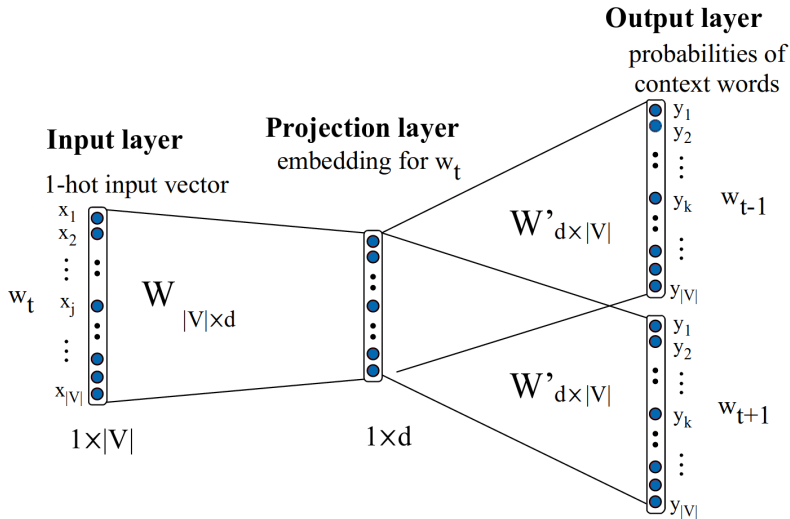 Output layer
probabilities of
context words
Projection layer
embedding for wt
Input layer
1-hot input vector
x1
x2
⋮
xj
⋮
x|V|
wt
W |V|×d
1×|V|
1×d
W'd×|V|
y1
y2
⋮
yk
⋮
y|V|
wt-1
W'd×|V|
y1
y2
⋮
yk
⋮
y|V|
wt+1